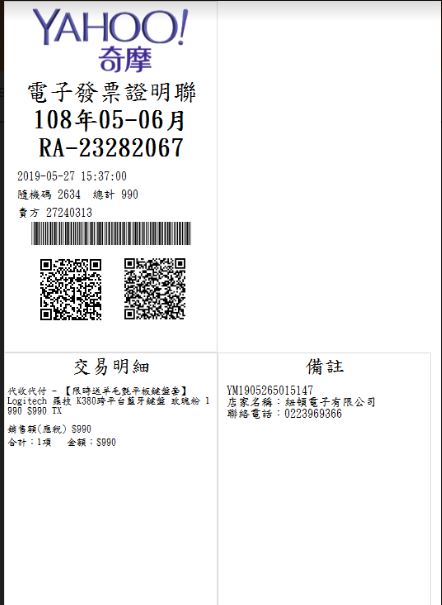 YAHOO!
奇摩
電子發票證明聯
108年05-06月
RA-23282067
2019-05-27 15:37:00
隨機碼 2634 總計 990
賣方 27240313
交易明細
代收代付 - 【限時送羊毛氈平板鍵盤套】
Logitech 羅技 K380跨平台藍牙鍵盤 玫瑰粉 1
990 $990 TX
銷售額(應稅) $990
合計：1項 金額：$990
備註
YM1905265015147
店家名稱：紐頓電子有限公司
聯絡電話：0223969366